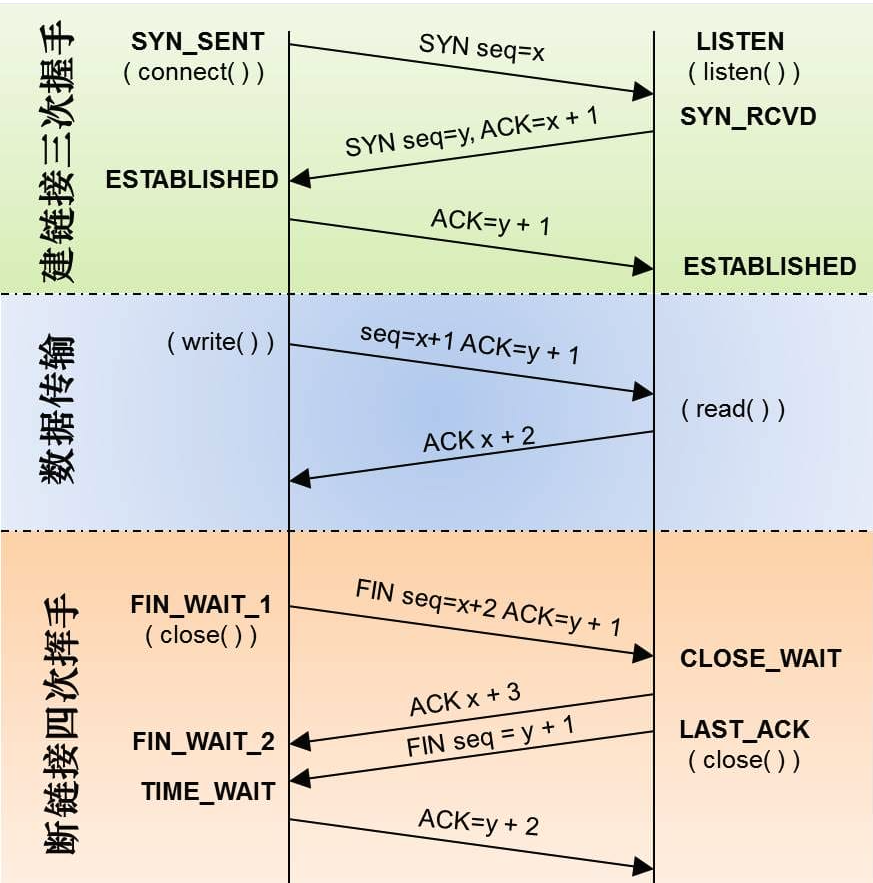 建链接三次握手
SYN_SENT
( connect( ) )
SYN seq=x
LISTEN
( listen( ) )
SYN_RCVD
SYN seq=y, ACK=x + 1
ESTABLISHED
ACK=y + 1
ESTABLISHED
数据传输
( write( ) )
seq=x+1 ACK=y + 1
( read( ) )
ACK x + 2
断链接四次挥手
FIN_WAIT_1
( close( ) )
FIN seq=x+2 ACK=y + 1
CLOSE_WAIT
ACK x + 3
FIN_WAIT_2
FIN seq = y + 1
LAST_ACK
( close( ) )
TIME_WAIT
ACK=y + 2